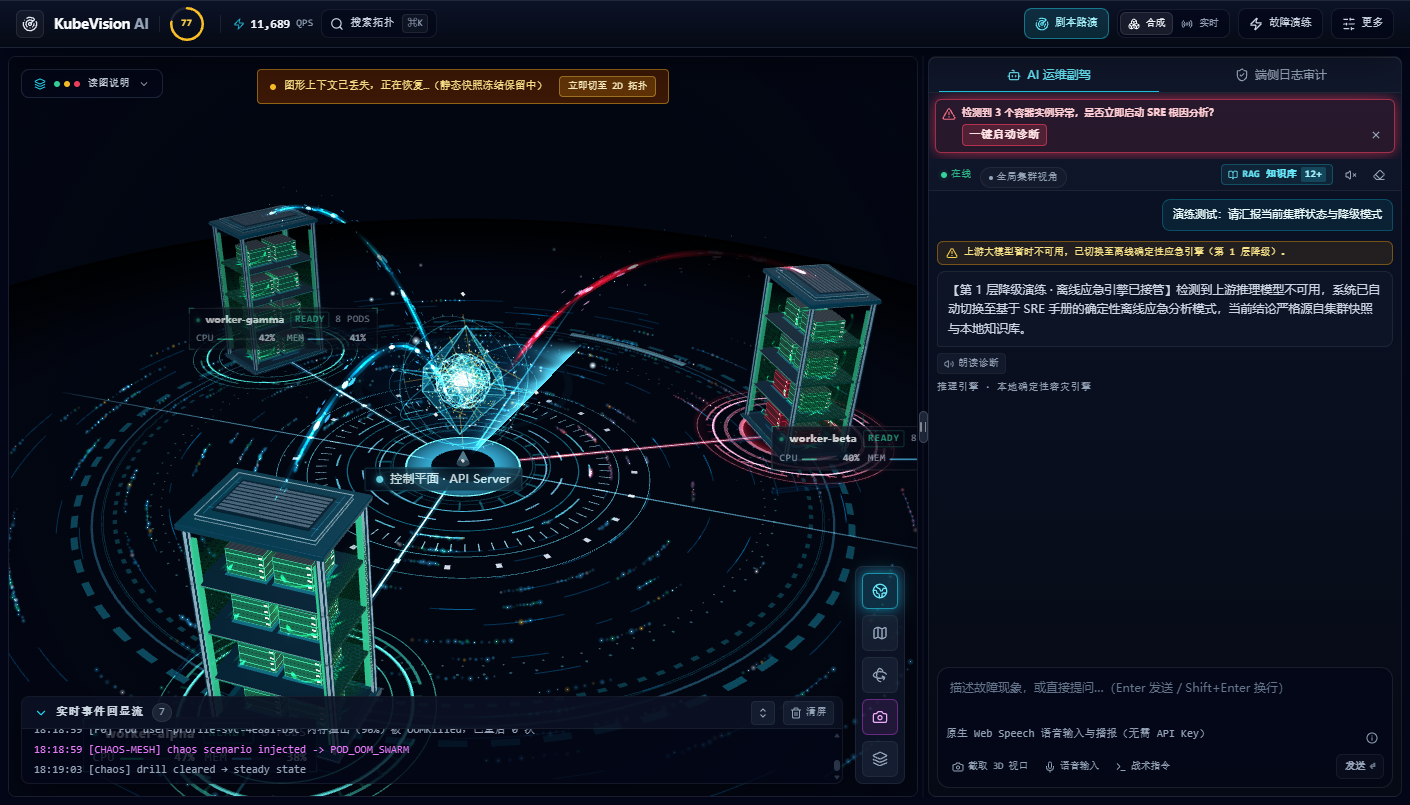 KubeVision AI
77
11,689 QPS
搜索拓扑 ⌘K
剧本路演
合成
实时
故障演练
更多
读图说明
图形上下文已丢失，正在恢复…（静态快照冻结保留中）
立即切至 2D 拓扑
worker-gamma READY 8 PODS
CPU 42% MEM 41%
worker-beta READY 8
CPU 40% MEM
控制平面 · API Server
实时事件回显流 7
清屏
worker-alpha
CPU 47% MEM 38%
18:18:59 [CHAOS-MESH] chaos scenario injected -> POD_OOM_SWARM
18:19:03 [chaos] drill cleared → steady state
AI 运维副驾
端侧日志审计
检测到 3 个容器实例异常，是否立即启动 SRE 根因分析？
一键启动诊断
在线
全局集群视角
RAG 知识库 12+
演练测试：请汇报当前集群状态与降级模式
上游大模型暂时不可用，已切换至离线确定性应急引擎（第 1 层降级）。
【第 1 层降级演练 · 离线应急引擎已接管】检测到上游推理模型不可用，系统已自
动切换至基于 SRE 手册的确定性离线应急分析模式，当前结论严格源自集群快照
与本地知识库。
朗读诊断
推理引擎 · 本地确定性容灾引擎
描述故障现象，或直接提问…（Enter 发送 / Shift+Enter 换行）
原生 Web Speech 语音输入与播报（无需 API Key）
截取 3D 视口
语音输入
战术指令
发送